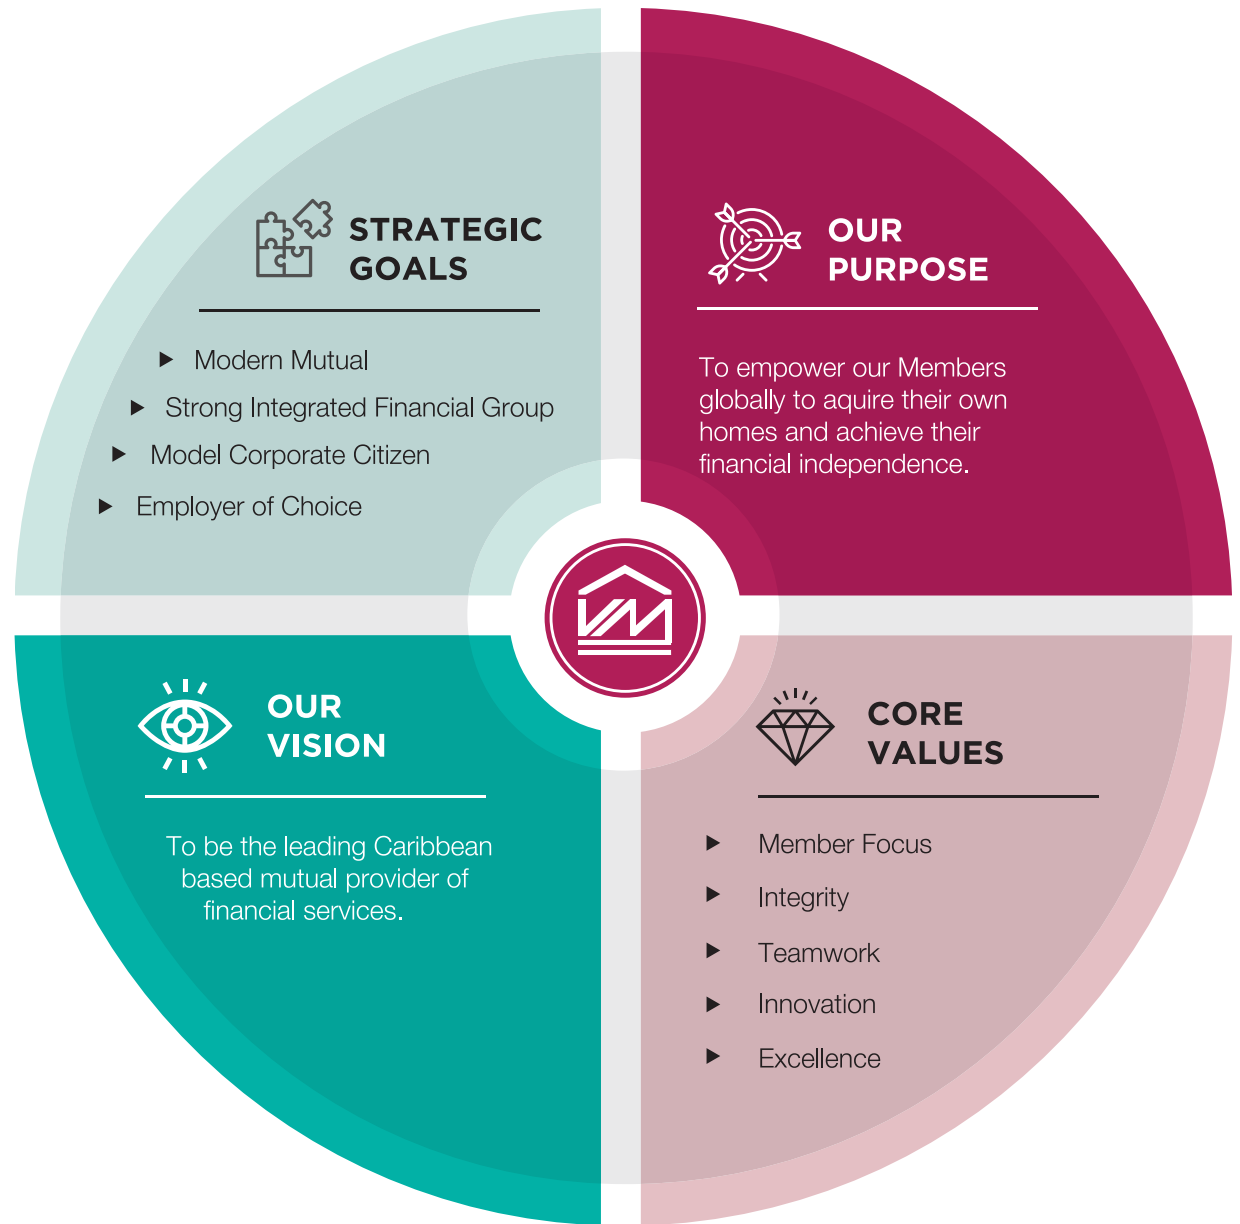 STRATEGIC
GOALS
Modern Mutual
Strong Integrated Financial Group
Model Corporate Citizen
Employer of Choice
OUR
PURPOSE
To empower our Members
globally to aquire their own
homes and achieve their
financial independence.
VM
OUR
VISION
To be the leading Caribbean
based mutual provider of
financial services.
CORE
VALUES
Member Focus
Integrity
Teamwork
Innovation
Excellence